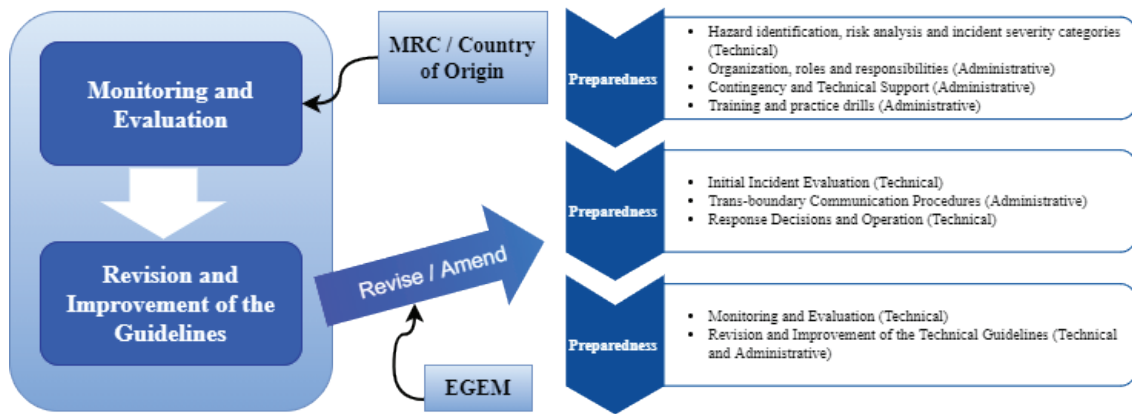 Monitoring and
Evaluation
Revision and
Improvement of the
Guidelines
MRC / Country
of Origin
Revise / Amend
EGEM
Preparedness
• Hazard identification, risk analysis and incident severity categories
(Technical)
• Organization, roles and responsibilities (Administrative)
• Contingency and Technical Support (Administrative)
• Training and practice drills (Administrative)
Preparedness
• Initial Incident Evaluation (Technical)
• Trans-boundary Communication Procedures (Administrative)
• Response Decisions and Operation (Technical)
Preparedness
• Monitoring and Evaluation (Technical)
• Revision and Improvement of the Technical Guidelines (Technical
and Administrative)